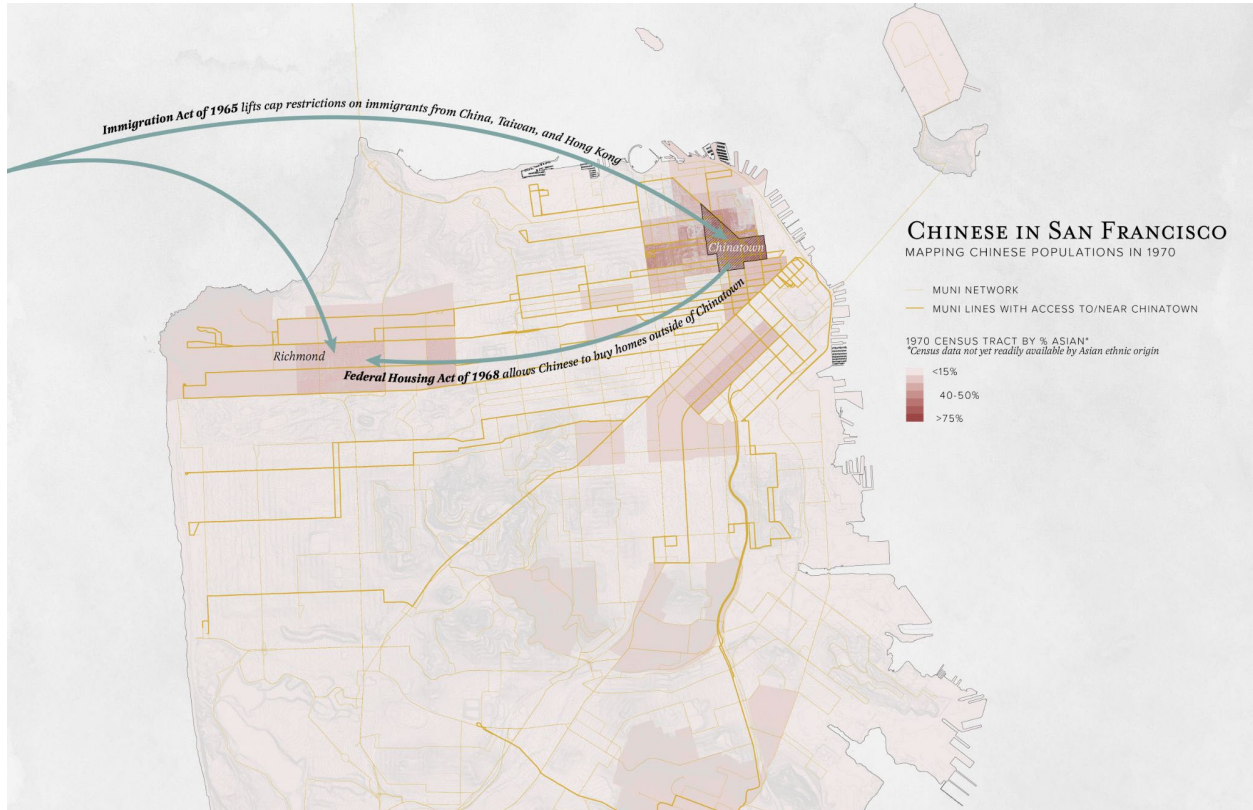 Immigration Act of 1965 lifts cap restrictions on immigrants from China, Taiwan, and Hong Kong
Chinatown
Richmond
Federal Housing Act of 1968 allows Chinese to buy homes outside of Chinatown
CHINESE IN SAN FRANCISCO
MAPPING CHINESE POPULATIONS IN 1970
MUNI NETWORK
MUNI LINES WITH ACCESS TO/NEAR CHINATOWN
1970 CENSUS TRACT BY % ASIAN*
*Census data not yet readily available by Asian ethnic origin
<15%
40-50%
>75%